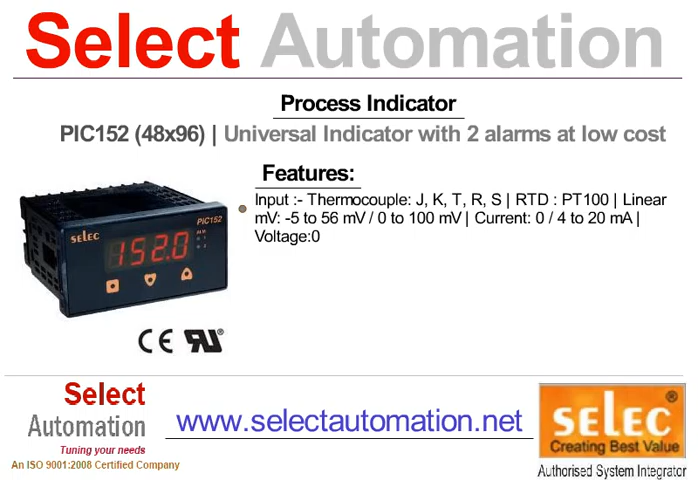 Select Automation
Process Indicator
PIC152 (48x96) | Universal Indicator with 2 alarms at low cost
Features:
Input :- Thermocouple: J, K, T, R, S | RTD : PT100 | Linear
mV: -5 to 56 mV / 0 to 100 mV | Current: 0 / 4 to 20 mA |
Voltage:0
PIC152
selec
152.0
CE
Select
Automation
Tuning your needs
An ISO 9001:2008 Certified Company
www.selectautomation.net
selec®
Creating Best Value
Authorised System Integrator